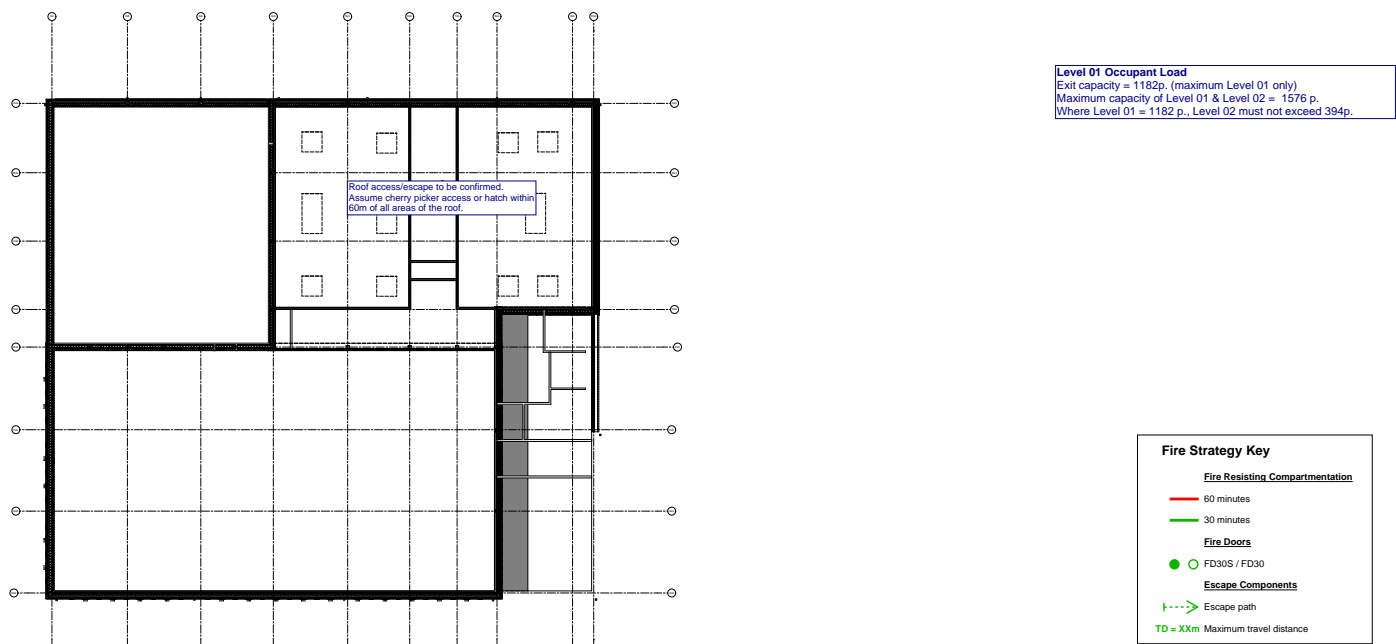 Level 01 Occupant Load
Exit capacity = 1182p. (maximum Level 01 only)
Maximum capacity of Level 01 & Level 02 = 1576 p.
Where Level 01 = 1182 p., Level 02 must not exceed 394p.
Roof access/escape to be confirmed.
Assume cherry picker access or hatch within
60m of all areas of the roof.
Fire Strategy Key
Fire Resisting Compartmentation
60 minutes
30 minutes
Fire Doors
FD30S / FD30
Escape Components
Escape path
TD = XXm Maximum travel distance